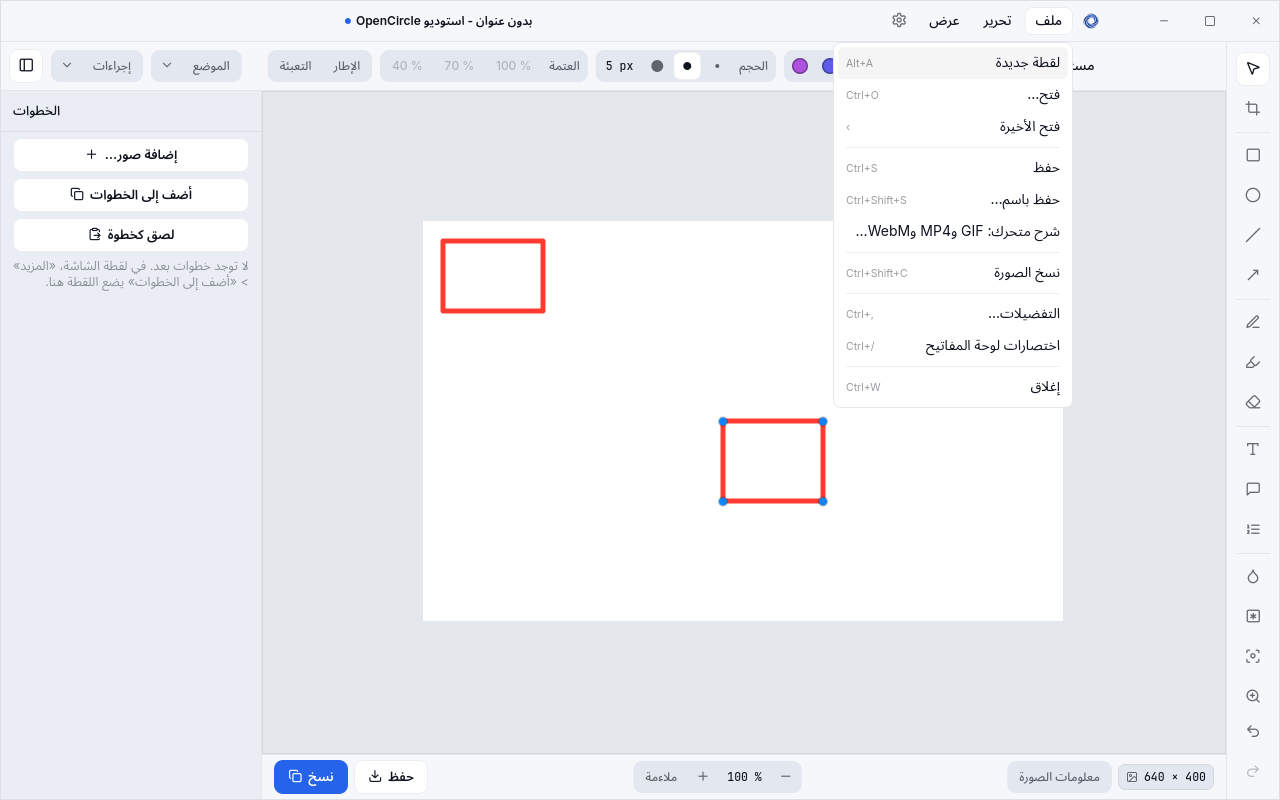 ملف
تحرير
عرض
بدون عنوان - استوديو OpenCircle
الحجم
5 px
العتمة
100 %
70 %
40 %
الإطار
التعبئة
الموضع
إجراءات
لقطة جديدة Alt+A
فتح... Ctrl+O
فتح الأخيرة
حفظ Ctrl+S
حفظ باسم... Ctrl+Shift+S
شرح متحرك: GIF وMP4 وWebM...
نسخ الصورة Ctrl+Shift+C
التفضيلات... Ctrl+,
اختصارات لوحة المفاتيح Ctrl+/
إغلاق Ctrl+W
الخطوات
إضافة صور...
أضف إلى الخطوات
لصق كخطوة
لا توجد خطوات بعد. في لقطة الشاشة، «المزيد»
> «أضف إلى الخطوات» يضع اللقطة هنا.
640 × 400
معلومات الصورة
100 %
ملاءمة
حفظ
نسخ